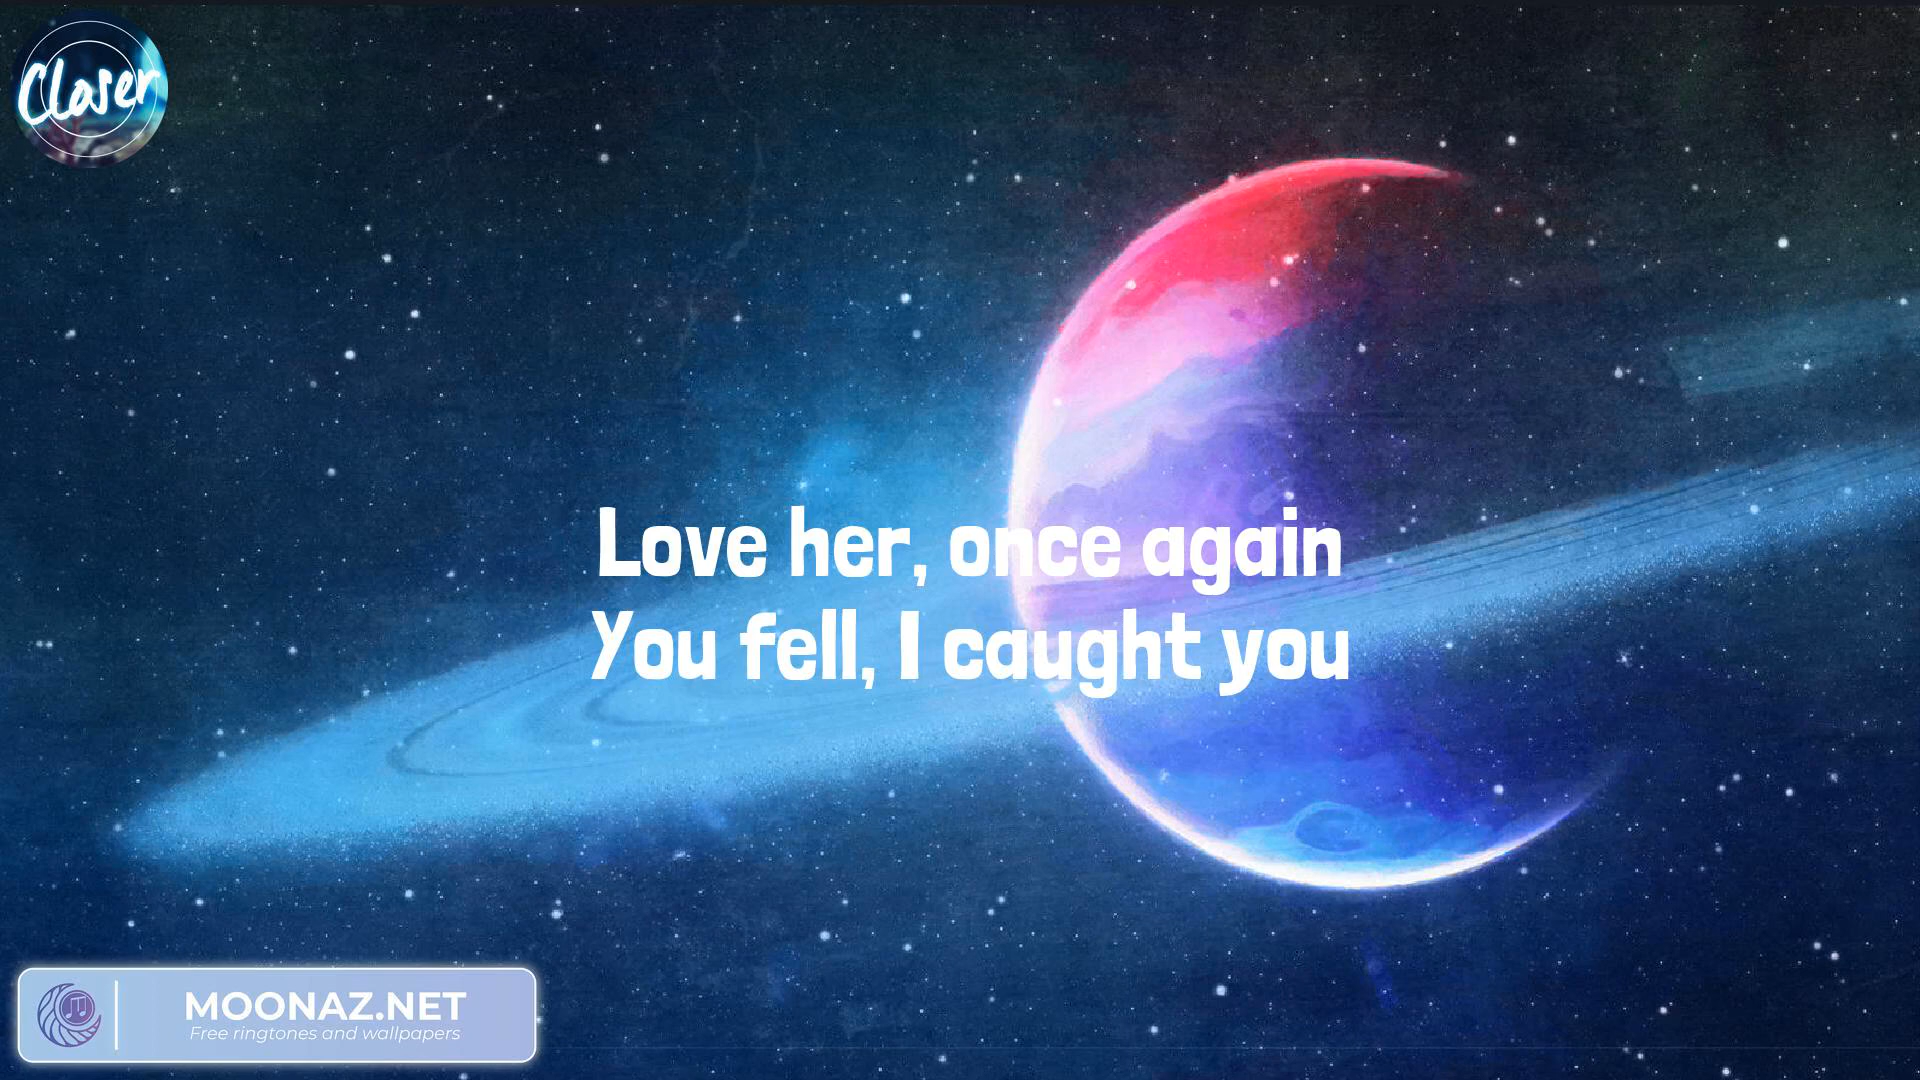 Closer
Love her, once again
You fell, I caught you
MOONAZ.NET
Free ringtones and wallpapers